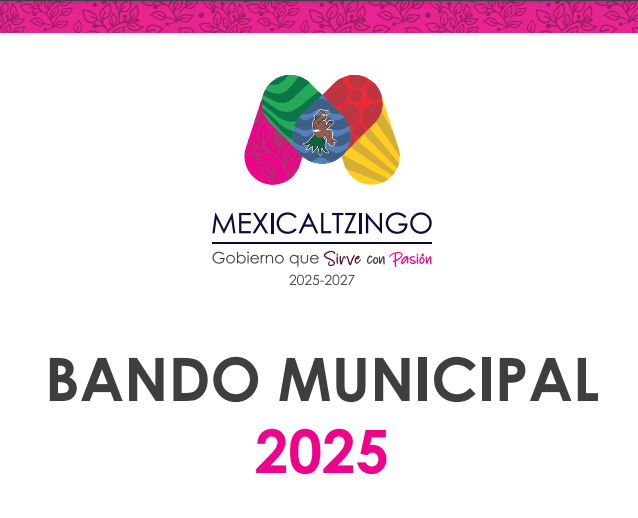 MEXICALTZINGO
Gobierno que Sirve con Pasión
2025-2027
BANDO MUNICIPAL
2025